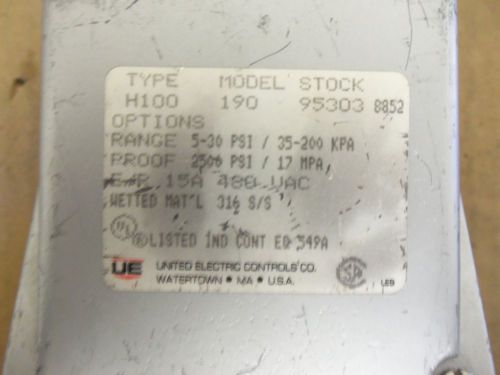 TYPE MODEL STOCK
H100 190 95303 8852
OPTIONS
RANGE 5-30 PSI / 35-200 KPA
PROOF 2500 PSI / 17 MPA
E/R 15A 480 VAC
WETTED MAT'L 316 S/S
UL ® LISTED IND CONT EQ 549A
UE UNITED ELECTRIC CONTROLS CO.
WATERTOWN • MA • U.S.A.
SA